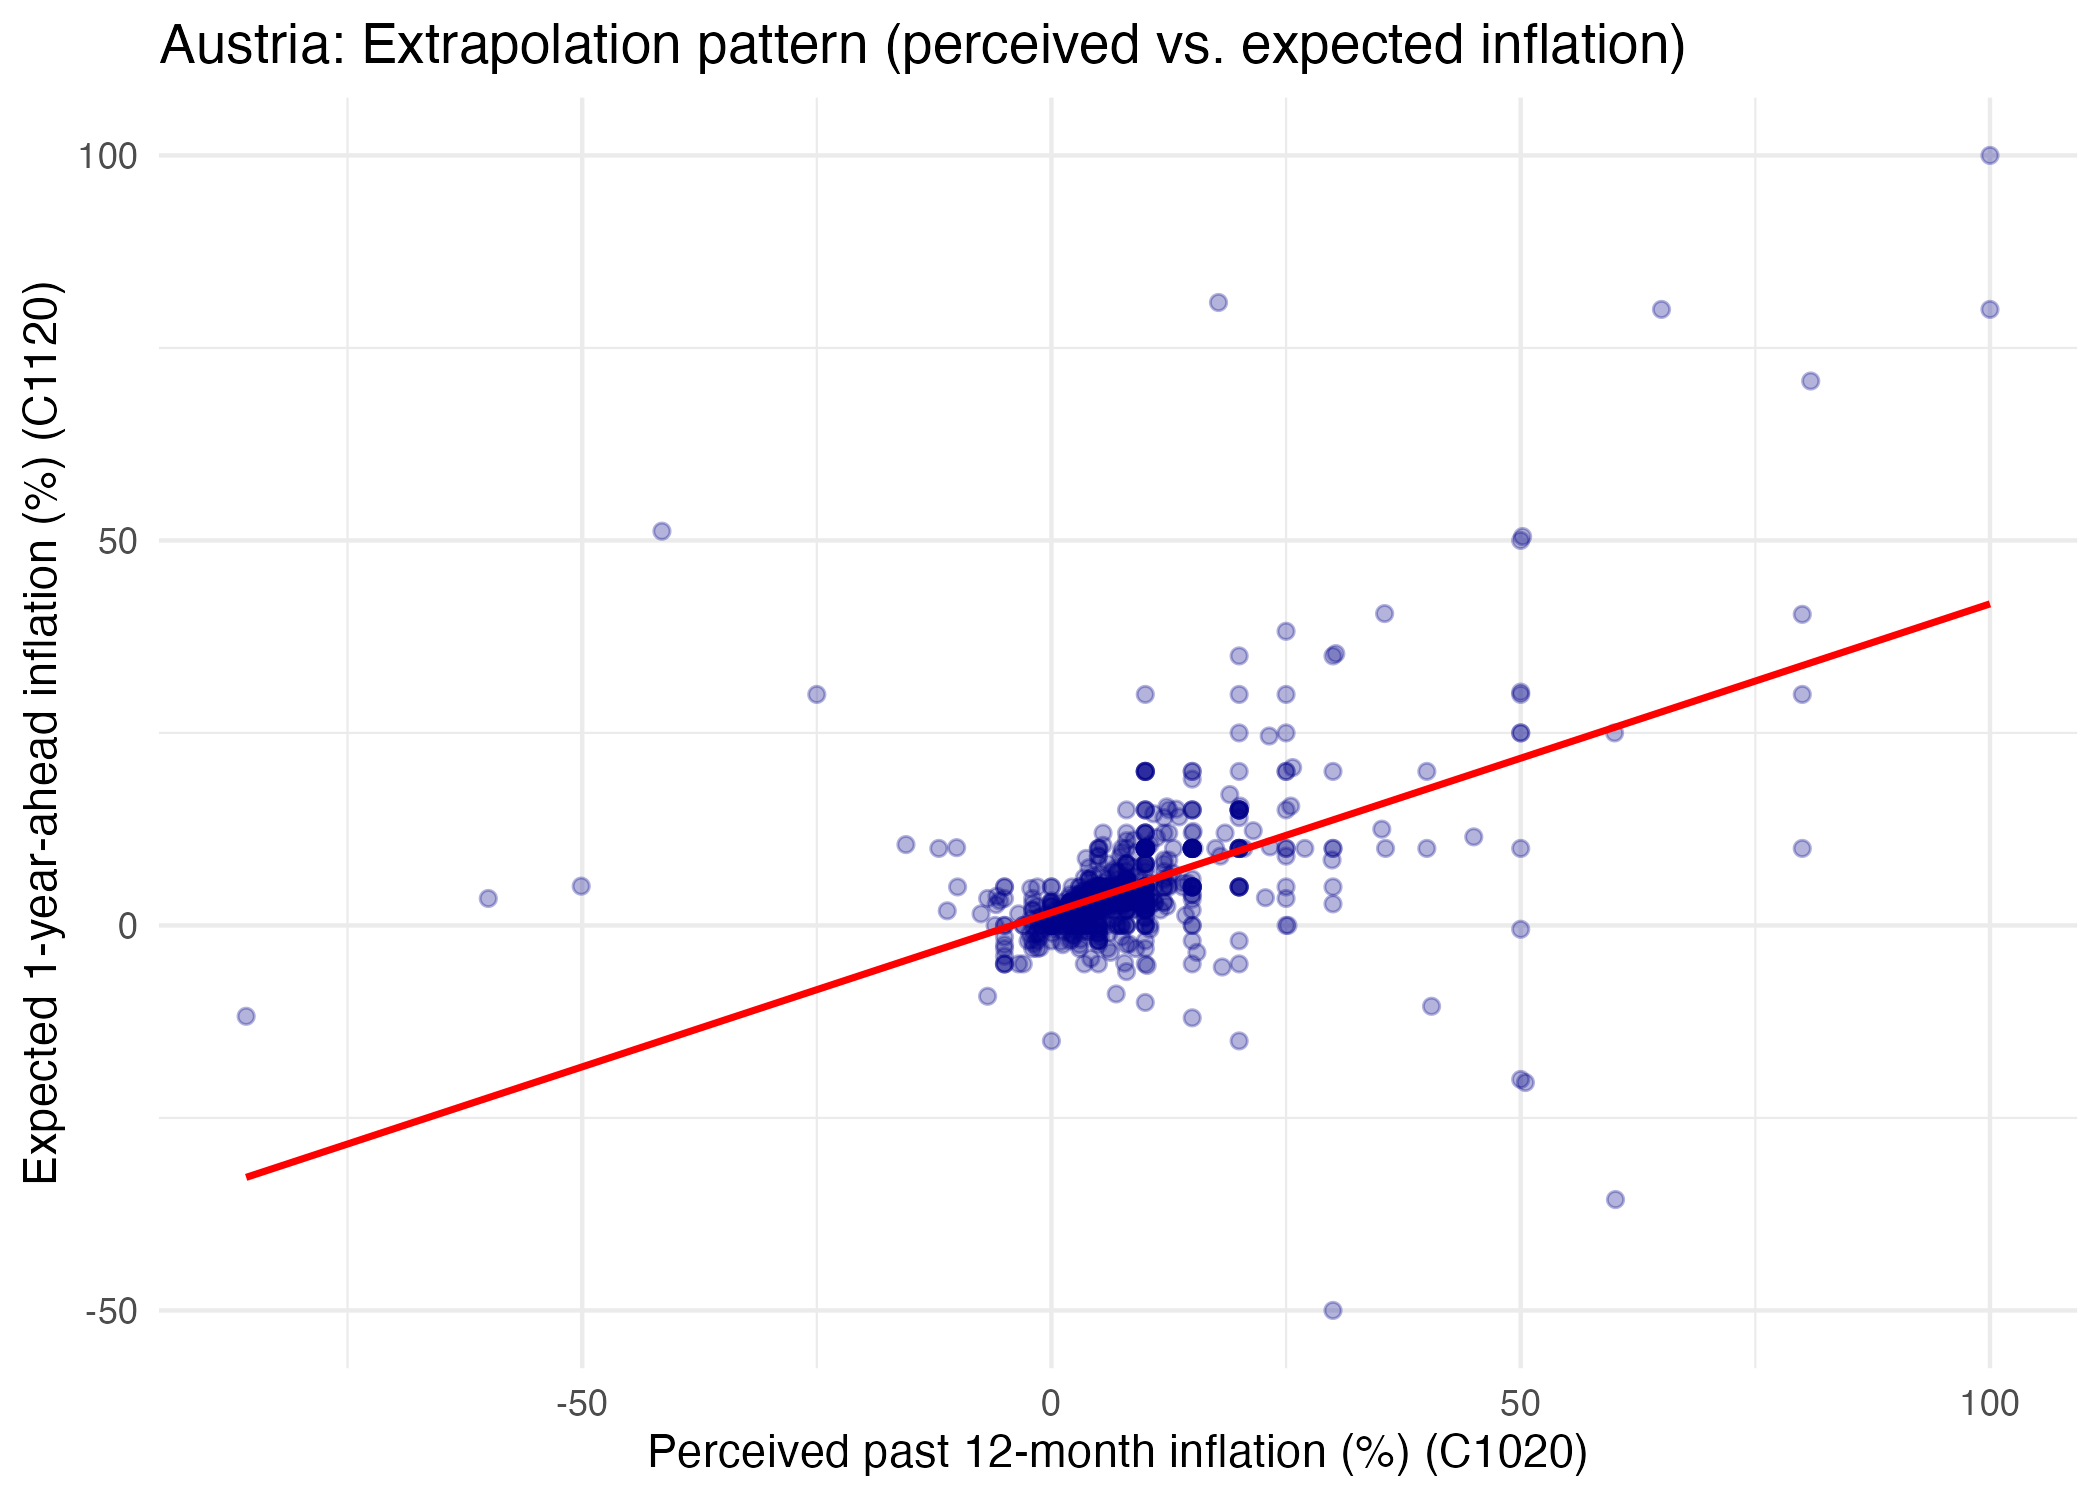 Austria: Extrapolation pattern (perceived vs. expected inflation)
Expected 1-year-ahead inflation (%) (C1120)
100
50
0
-50
-50
0
50
100
Perceived past 12-month inflation (%) (C1020)